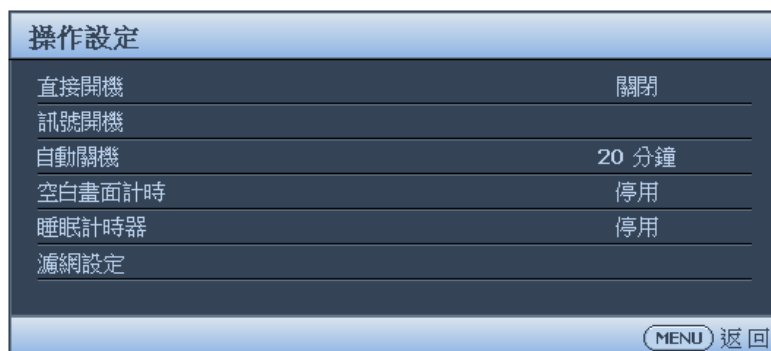 操作設定
直接開機 關閉
訊號開機
自動關機 20 分鐘
空白畫面計時 停用
睡眠計時器 停用
濾網設定
MENU 返回